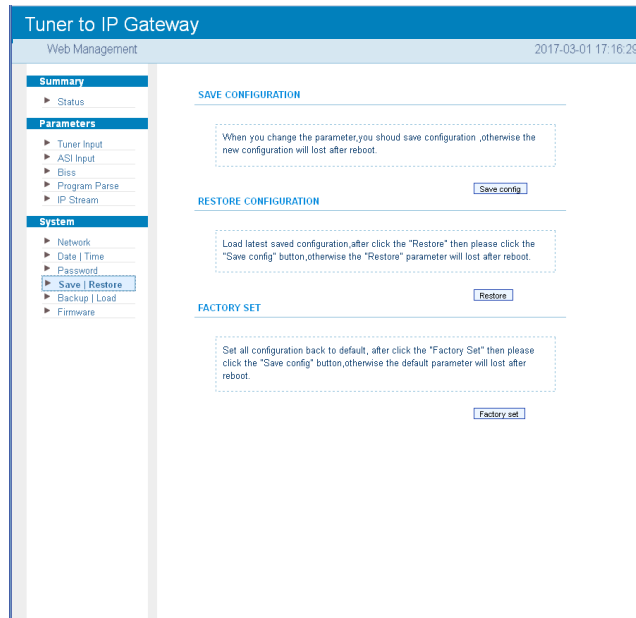 Tuner to IP Gateway
Web Management
2017-03-01 17:16:29
Summary
Status
Parameters
Tuner Input
ASI Input
Biss
Program Parse
IP Stream
System
Network
Date | Time
Password
Save | Restore
Backup | Load
Firmware
SAVE CONFIGURATION
When you change the parameter,you shoud save configuration ,otherwise the
new configuration will lost after reboot.
Save config
RESTORE CONFIGURATION
Load latest saved configuration,after click the "Restore" then please click the
"Save config" button,otherwise the "Restore" parameter will lost after reboot.
Restore
FACTORY SET
Set all configuration back to default, after click the "Factory Set" then please
click the "Save config" button,otherwise the default parameter will lost after
reboot.
Factory set